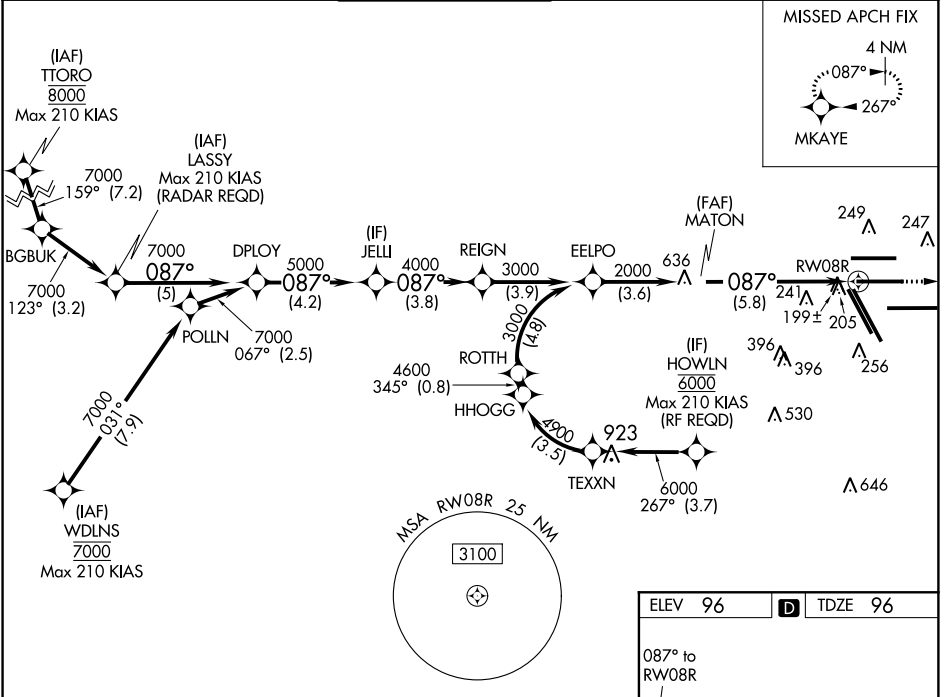 MISSED APCH FIX
4 NM
087°
267°
MKAYE
(IAF)
TTORO
8000
Max 210 KIAS
7000
159° (7.2)
BGBUK
7000
123° (3.2)
(IAF)
LASSY
Max 210 KIAS
(RADAR REQD)
7000
087°
(5)
DPLOY
POLLN
7000
067° (2.5)
7000
031°
(7.9)
(IAF)
WDLNS
7000
Max 210 KIAS
5000
087°
(4.2)
(IF)
JELLI
4000
087°
(3.8)
REIGN
3000
(3.9)
EELPO
2000
(3.6)
636
(FAF)
MATON
087°
(5.8)
RW08R
249
247
241
199±
205
396
396
256
530
646
3000
(4.8)
ROTTH
4600
345° (0.8)
HHOGG
4900
(3.5)
TEXXN
923
(IF)
HOWLN
6000
Max 210 KIAS
(RF REQD)
6000
267° (3.7)
MSA RW08R 25 NM
3100
ELEV 96
D
TDZE 96
087° to
RW08R